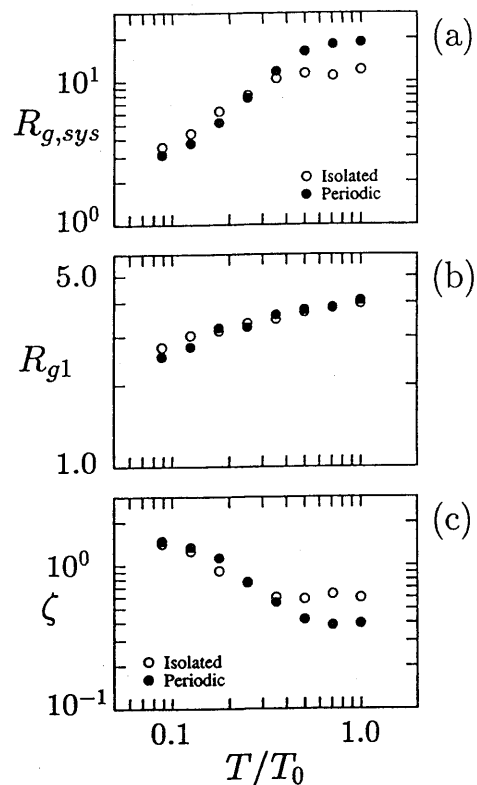 (a)
10^1
R_{g,sys}
○ Isolated
● Periodic
10^0
(b)
5.0
R_{g1}
1.0
(c)
10^0
ζ
○ Isolated
● Periodic
10^{-1}
0.1 1.0
T/T_0